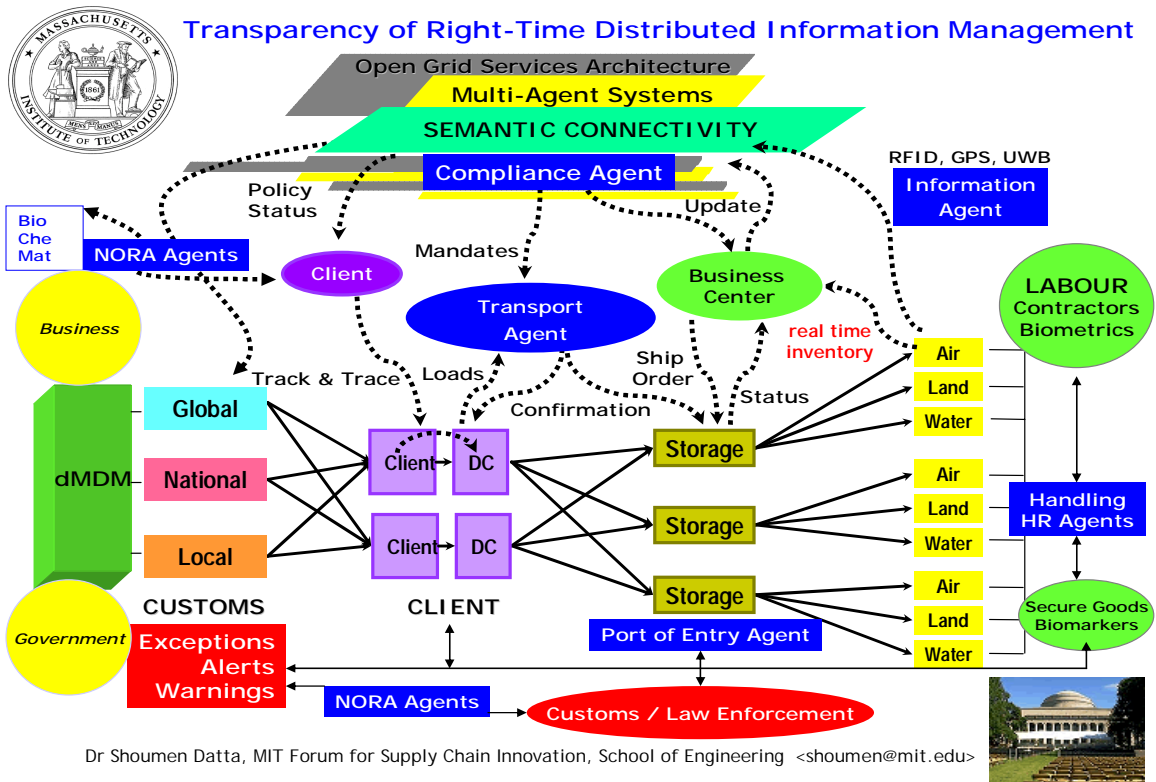 Transparency of Right-Time Distributed Information Management
MASSACHUSETTS
INSTITUTE OF TECHNOLOGY
1861
MENS
MANUS
Open Grid Services Architecture
Multi-Agent Systems
SEMANTIC CONNECTIVITY
Compliance Agent
RFID, GPS, UWB
Information
Agent
Policy
Status
Update
Bio
Che
Mat
NORA Agents
Mandates
Client
Business
Center
LABOUR
Contractors
Biometrics
Transport
Agent
Business
real time
inventory
Air
Land
Water
Track & Trace
Loads
Ship
Order
Confirmation
Status
Global
Client
DC
Storage
dMDM
National
Air
Land
Water
Handling
HR Agents
Local
Client
DC
Storage
Storage
Air
Land
Water
CUSTOMS
CLIENT
Secure Goods
Biomarkers
Government
Exceptions
Alerts
Warnings
Port of Entry Agent
NORA Agents
Customs / Law Enforcement
Dr Shoumen Datta, MIT Forum for Supply Chain Innovation, School of Engineering <shoumen@mit.edu>